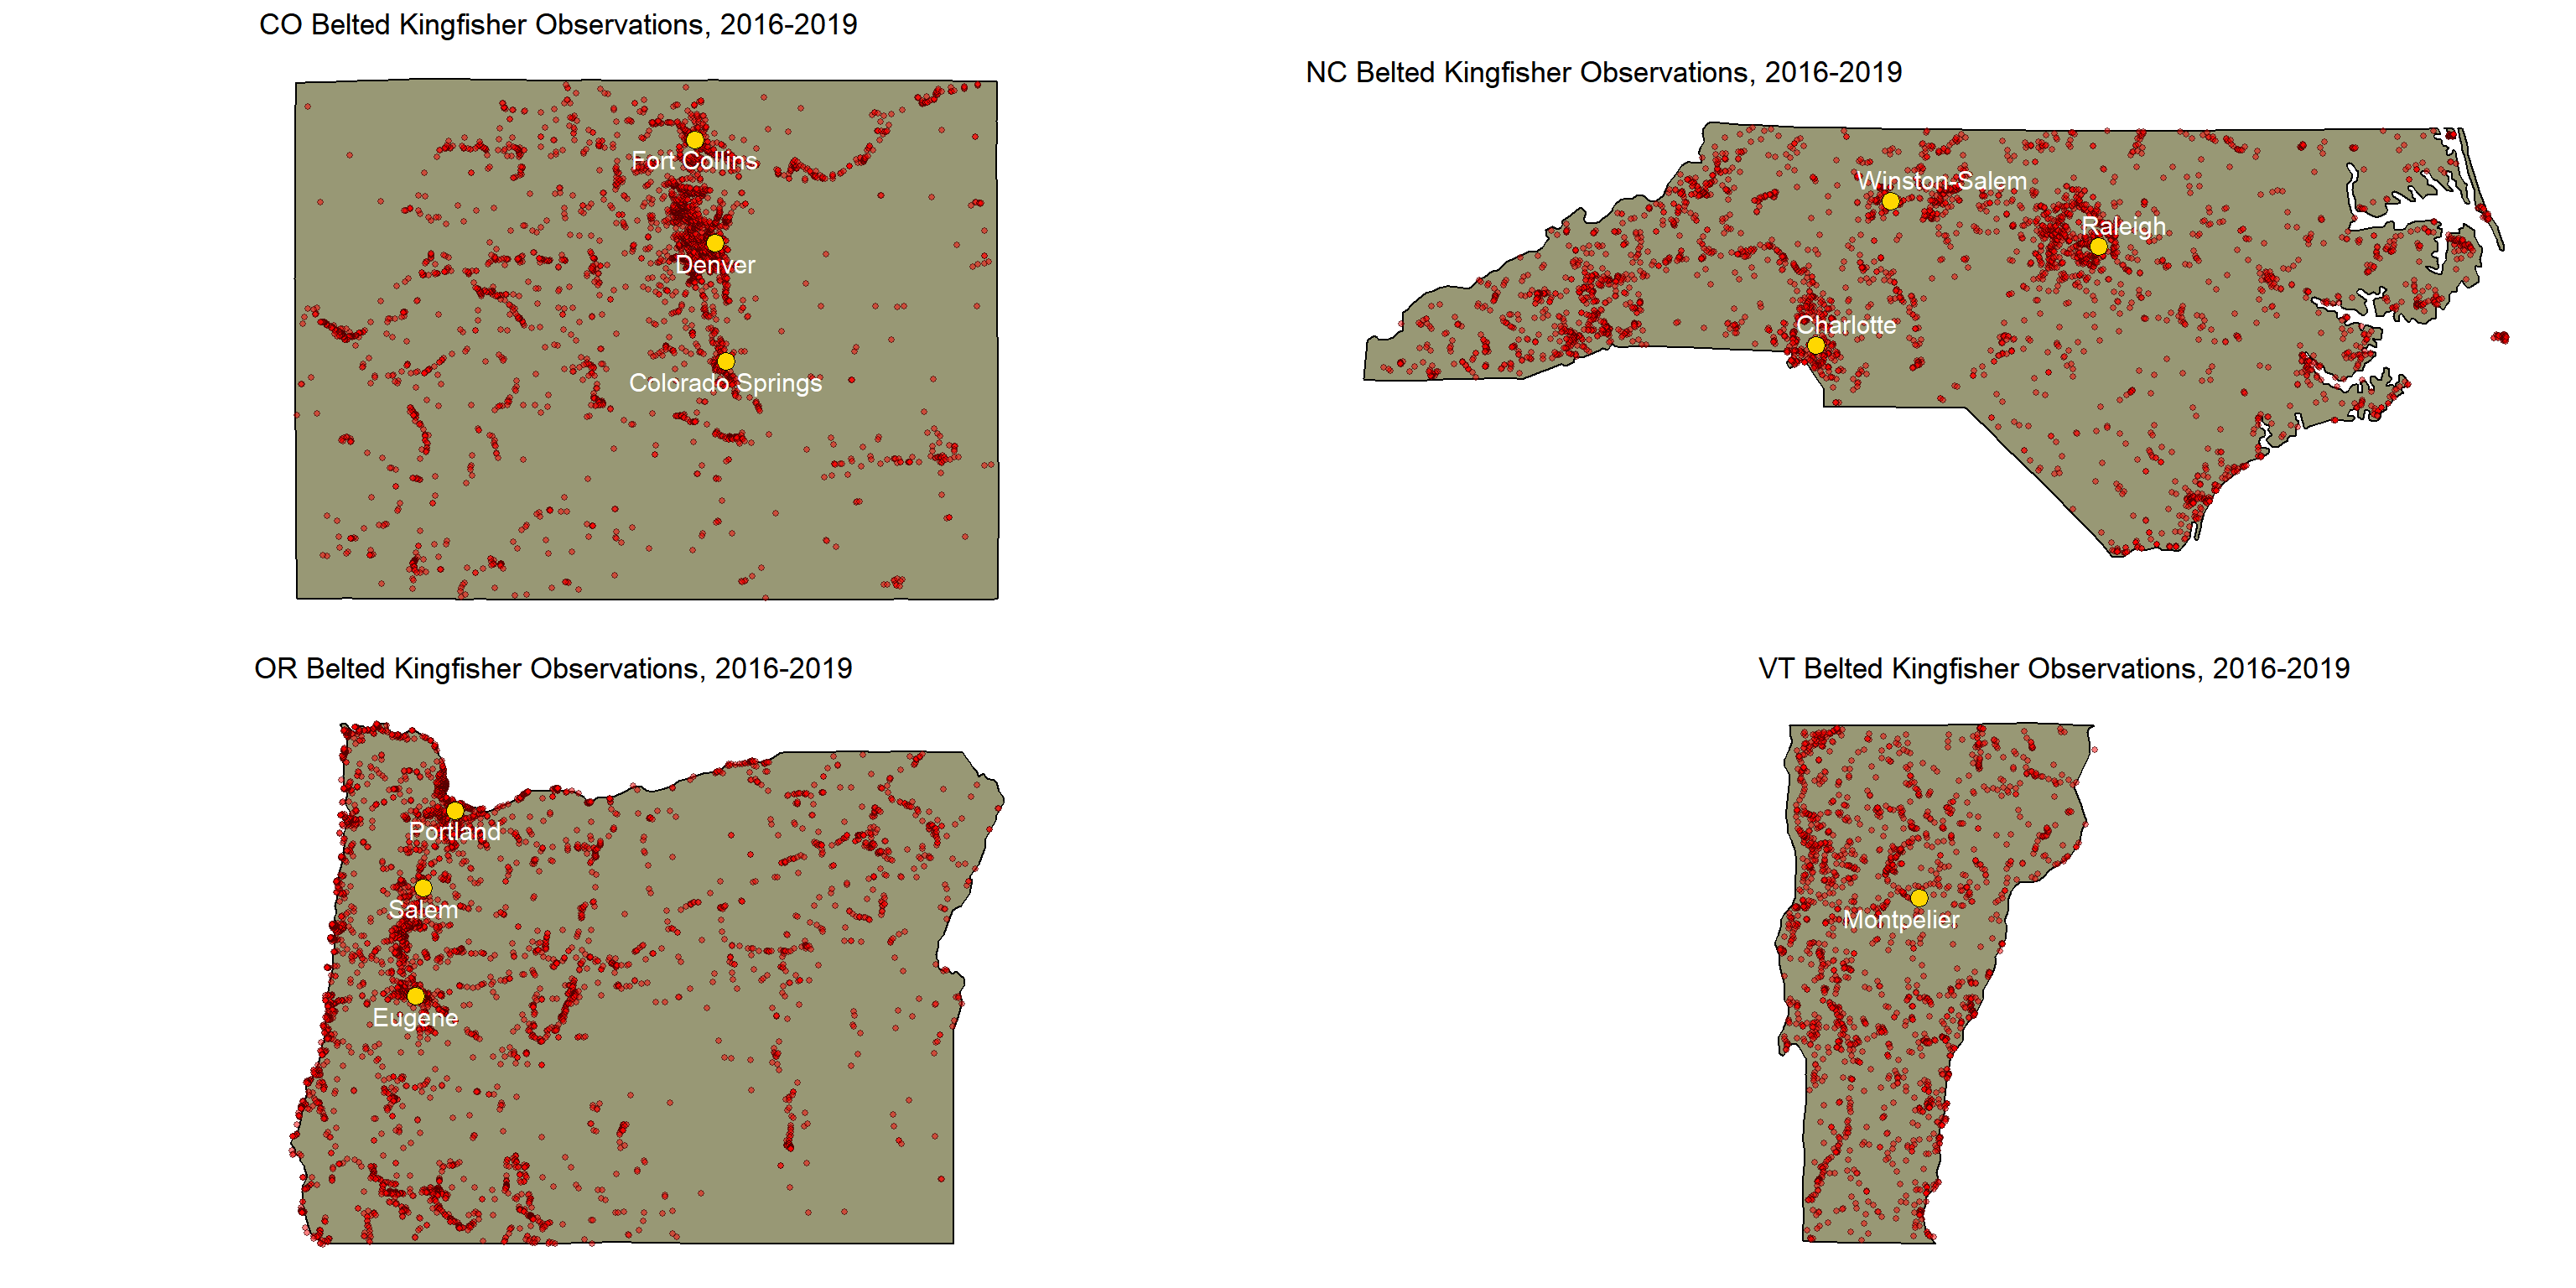 CO Belted Kingfisher Observations, 2016-2019
Fort Collins
Denver
Colorado Springs
NC Belted Kingfisher Observations, 2016-2019
Winston-Salem
Raleigh
Charlotte
OR Belted Kingfisher Observations, 2016-2019
Portland
Salem
Eugene
VT Belted Kingfisher Observations, 2016-2019
Montpelier